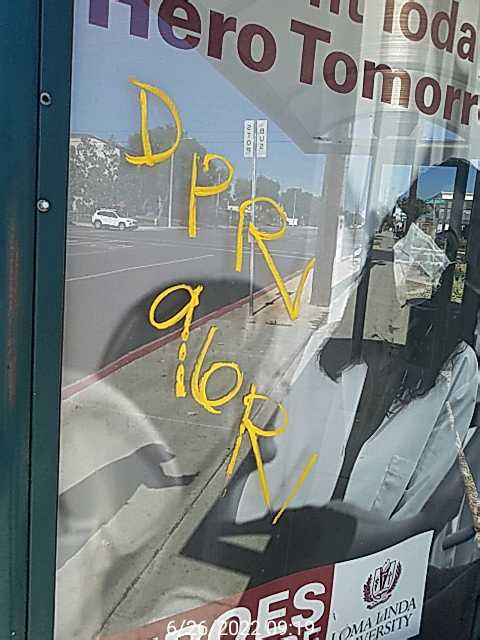 Hero Tomorr
DPR
96R
BUS
STOP
LOMA LINDA
UNIVERSITY
6/26/2022 09:19